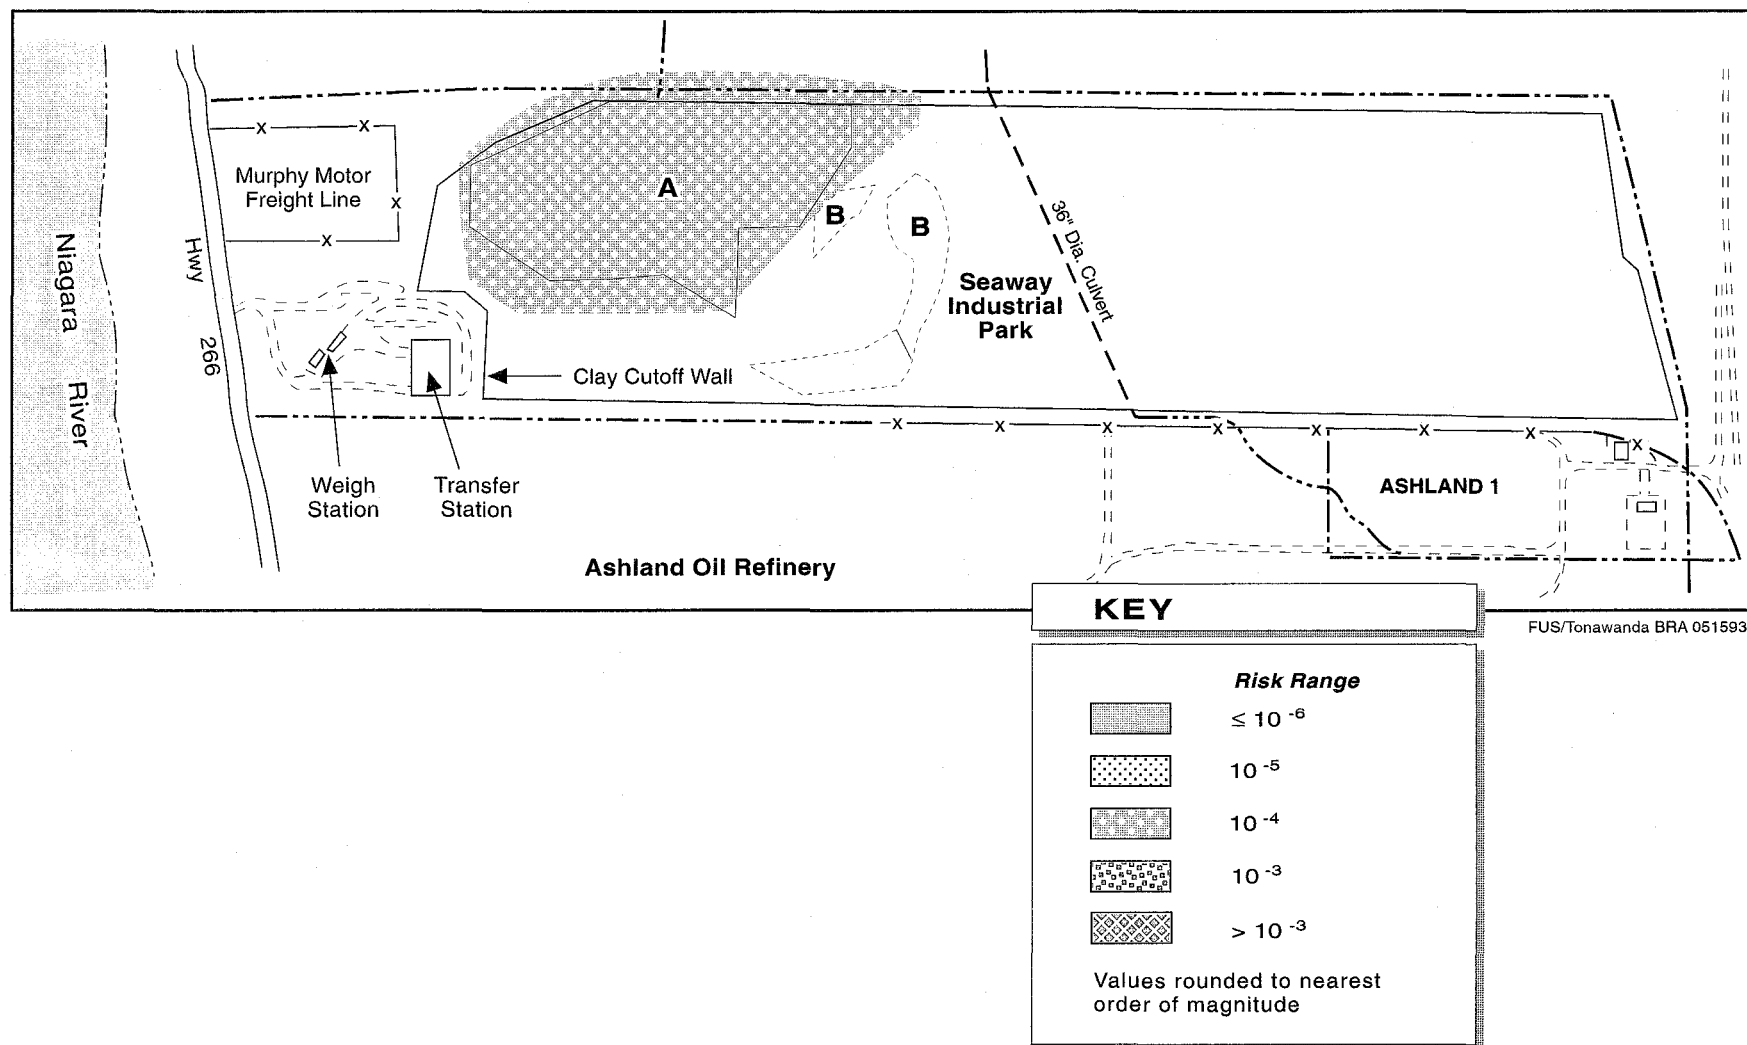 Murphy Motor
Freight Line
A
B
B
Niagara River
Hwy 266
36" Dia. Culvert
Seaway
Industrial
Park
Clay Cutoff Wall
Weigh
Station
Transfer
Station
ASHLAND 1
Ashland Oil Refinery
FUS/Tonawanda BRA 051593
KEY
Risk Range
≤ 10 -6
10 -5
10 -4
10 -3
> 10 -3
Values rounded to nearest
order of magnitude